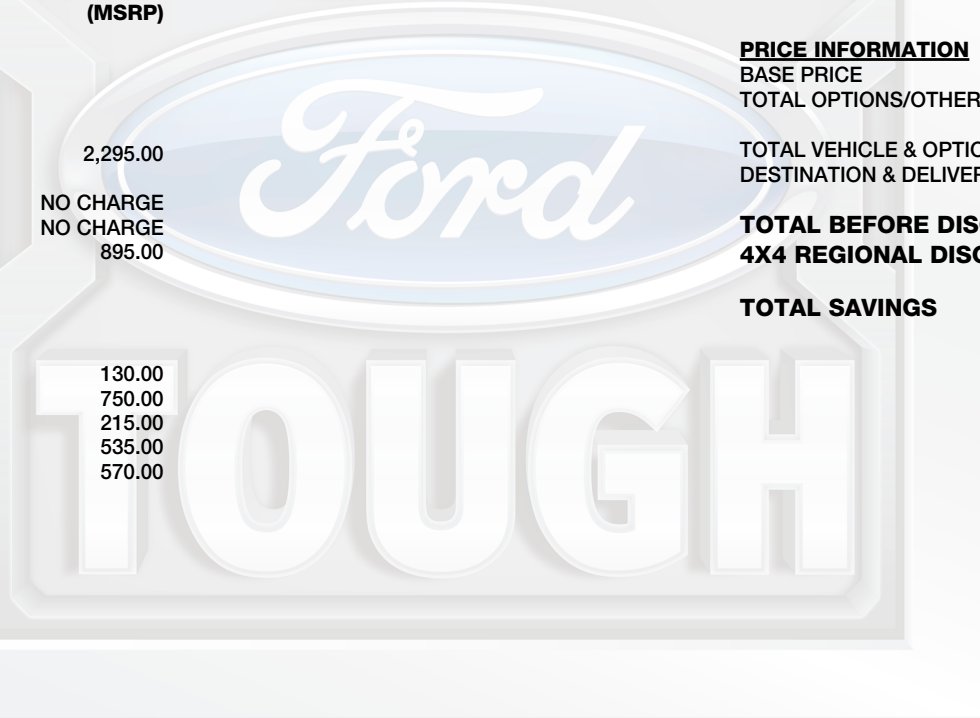 (MSRP)
2,295.00
NO CHARGE
NO CHARGE
895.00
130.00
750.00
215.00
535.00
570.00
Ford
TOUGH
PRICE INFORMATION
BASE PRICE
TOTAL OPTIONS/OTHER
TOTAL VEHICLE & OPTIO
DESTINATION & DELIVER
TOTAL BEFORE DISC
4X4 REGIONAL DISC
TOTAL SAVINGS